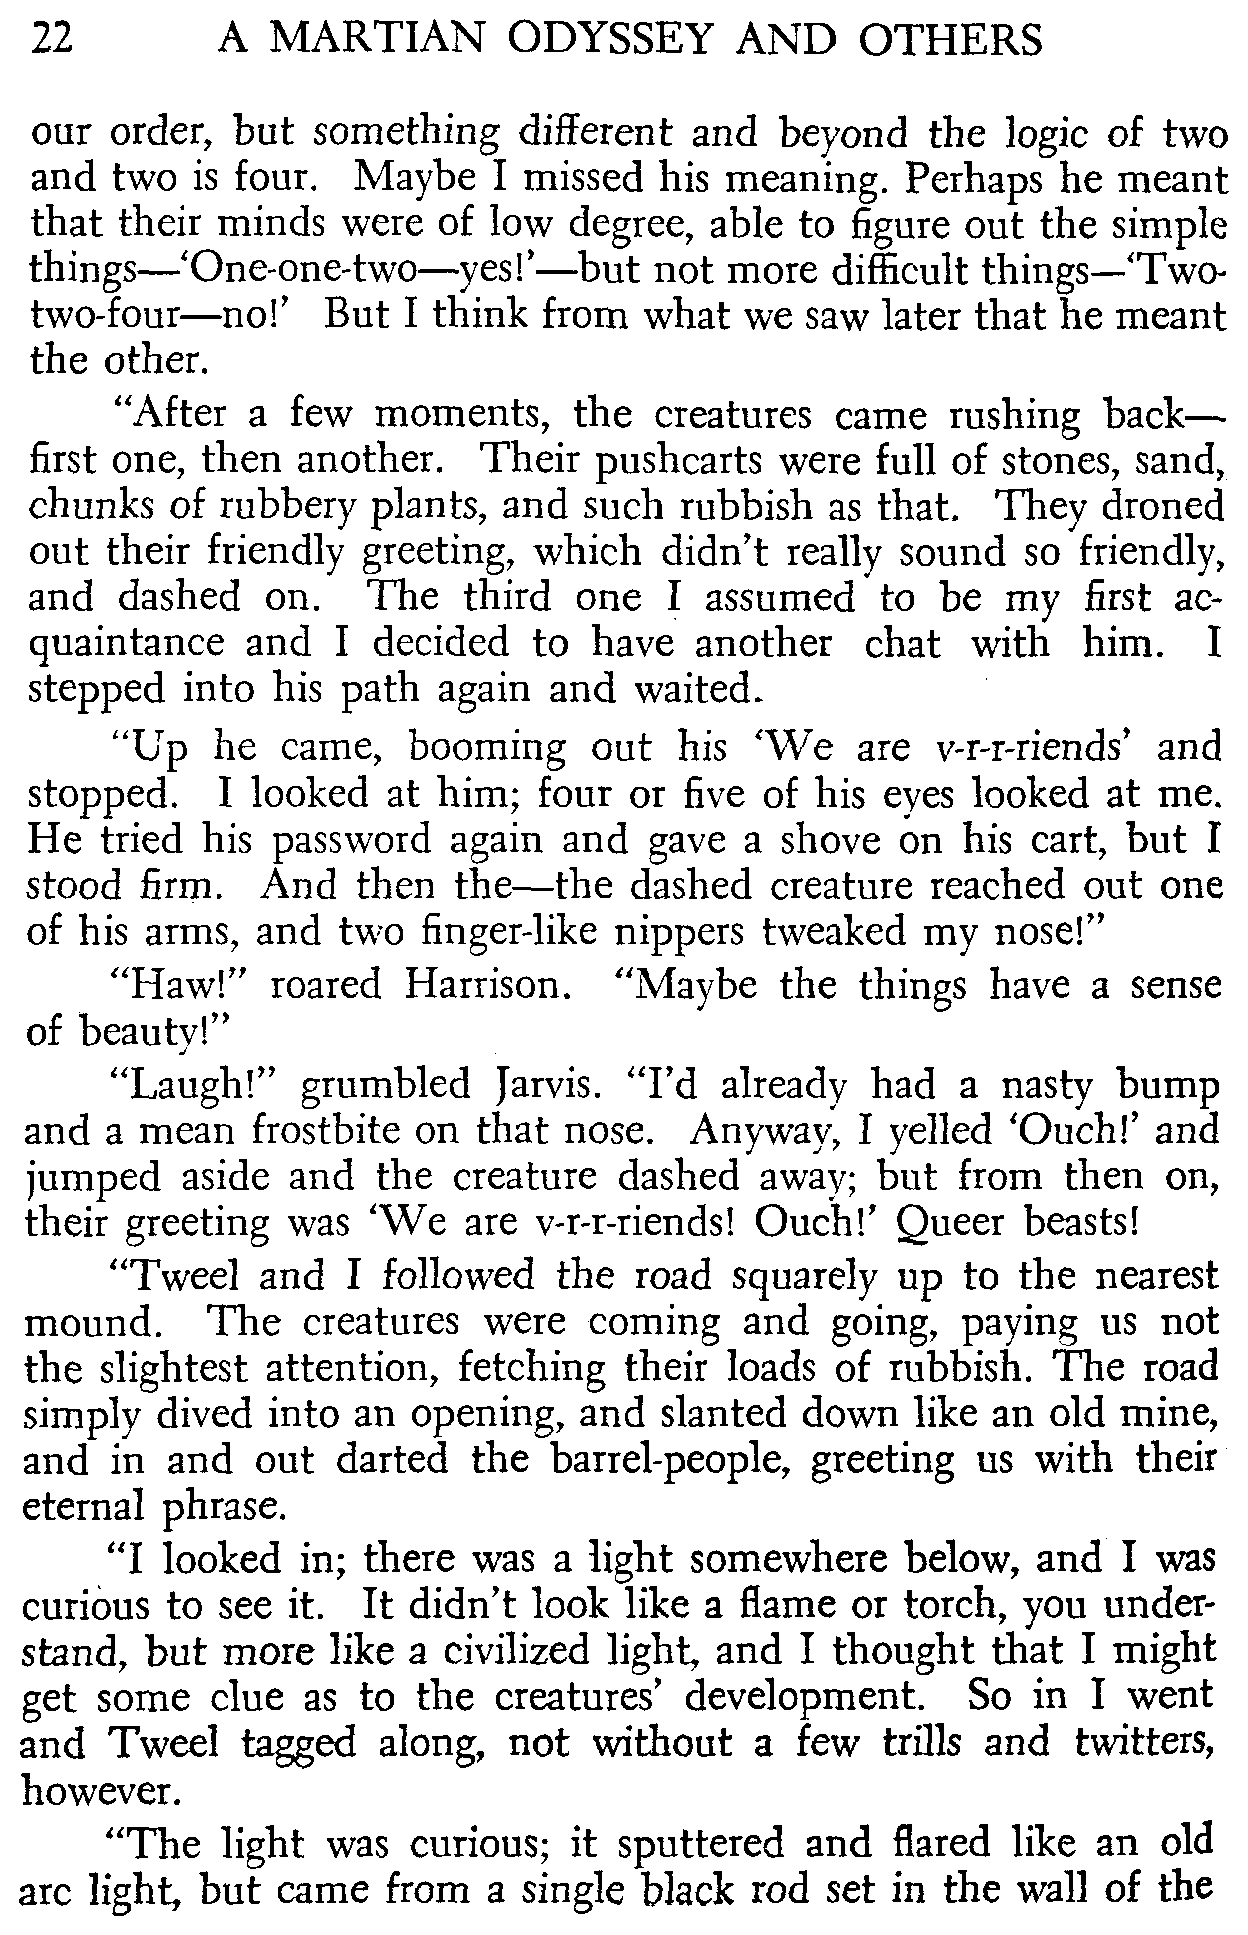 22 A MARTIAN ODYSSEY AND OTHERS
our order, but something different and beyond the logic of two
and two is four. Maybe I missed his meaning. Perhaps he meant
that their minds were of low degree, able to figure out the simple
things—‘One-one-two—yes!’—but not more difficult things—‘Two-
two-four—no!’ But I think from what we saw later that he meant
the other.
“After a few moments, the creatures came rushing back—
first one, then another. Their pushcarts were full of stones, sand,
chunks of rubbery plants, and such rubbish as that. They droned
out their friendly greeting, which didn’t really sound so friendly,
and dashed on. The third one I assumed to be my first ac-
quaintance and I decided to have another chat with him. I
stepped into his path again and waited.
“Up he came, booming out his ‘We are v-r-r-riends’ and
stopped. I looked at him; four or five of his eyes looked at me.
He tried his password again and gave a shove on his cart, but I
stood firm. And then the—the dashed creature reached out one
of his arms, and two finger-like nippers tweaked my nose!”
“Haw!” roared Harrison. “Maybe the things have a sense
of beauty!”
“Laugh!” grumbled Jarvis. “I’d already had a nasty bump
and a mean frostbite on that nose. Anyway, I yelled ‘Ouch!’ and
jumped aside and the creature dashed away; but from then on,
their greeting was ‘We are v-r-r-riends! Ouch!’ Queer beasts!
“Tweel and I followed the road squarely up to the nearest
mound. The creatures were coming and going, paying us not
the slightest attention, fetching their loads of rubbish. The road
simply dived into an opening, and slanted down like an old mine,
and in and out darted the barrel-people, greeting us with their
eternal phrase.
“I looked in; there was a light somewhere below, and I was
curious to see it. It didn’t look like a flame or torch, you under-
stand, but more like a civilized light, and I thought that I might
get some clue as to the creatures’ development. So in I went
and Tweel tagged along, not without a few trills and twitters,
however.
“The light was curious; it sputtered and flared like an old
arc light, but came from a single black rod set in the wall of the